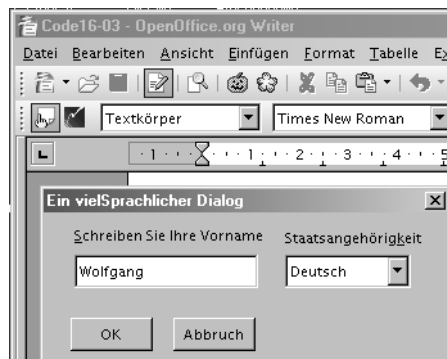 Code16-03 - OpenOffice.org Writer
Datei Bearbeiten Ansicht Einfügen Format Tabelle
Textkörper Times New Roman
L · 1 · 1 · 2 · 3 · 4 · 5
Ein vielSprachlicher Dialog
Schreiben Sie Ihre Vorname Staatsangehörigkeit
Wolfgang Deutsch
OK Abbruch